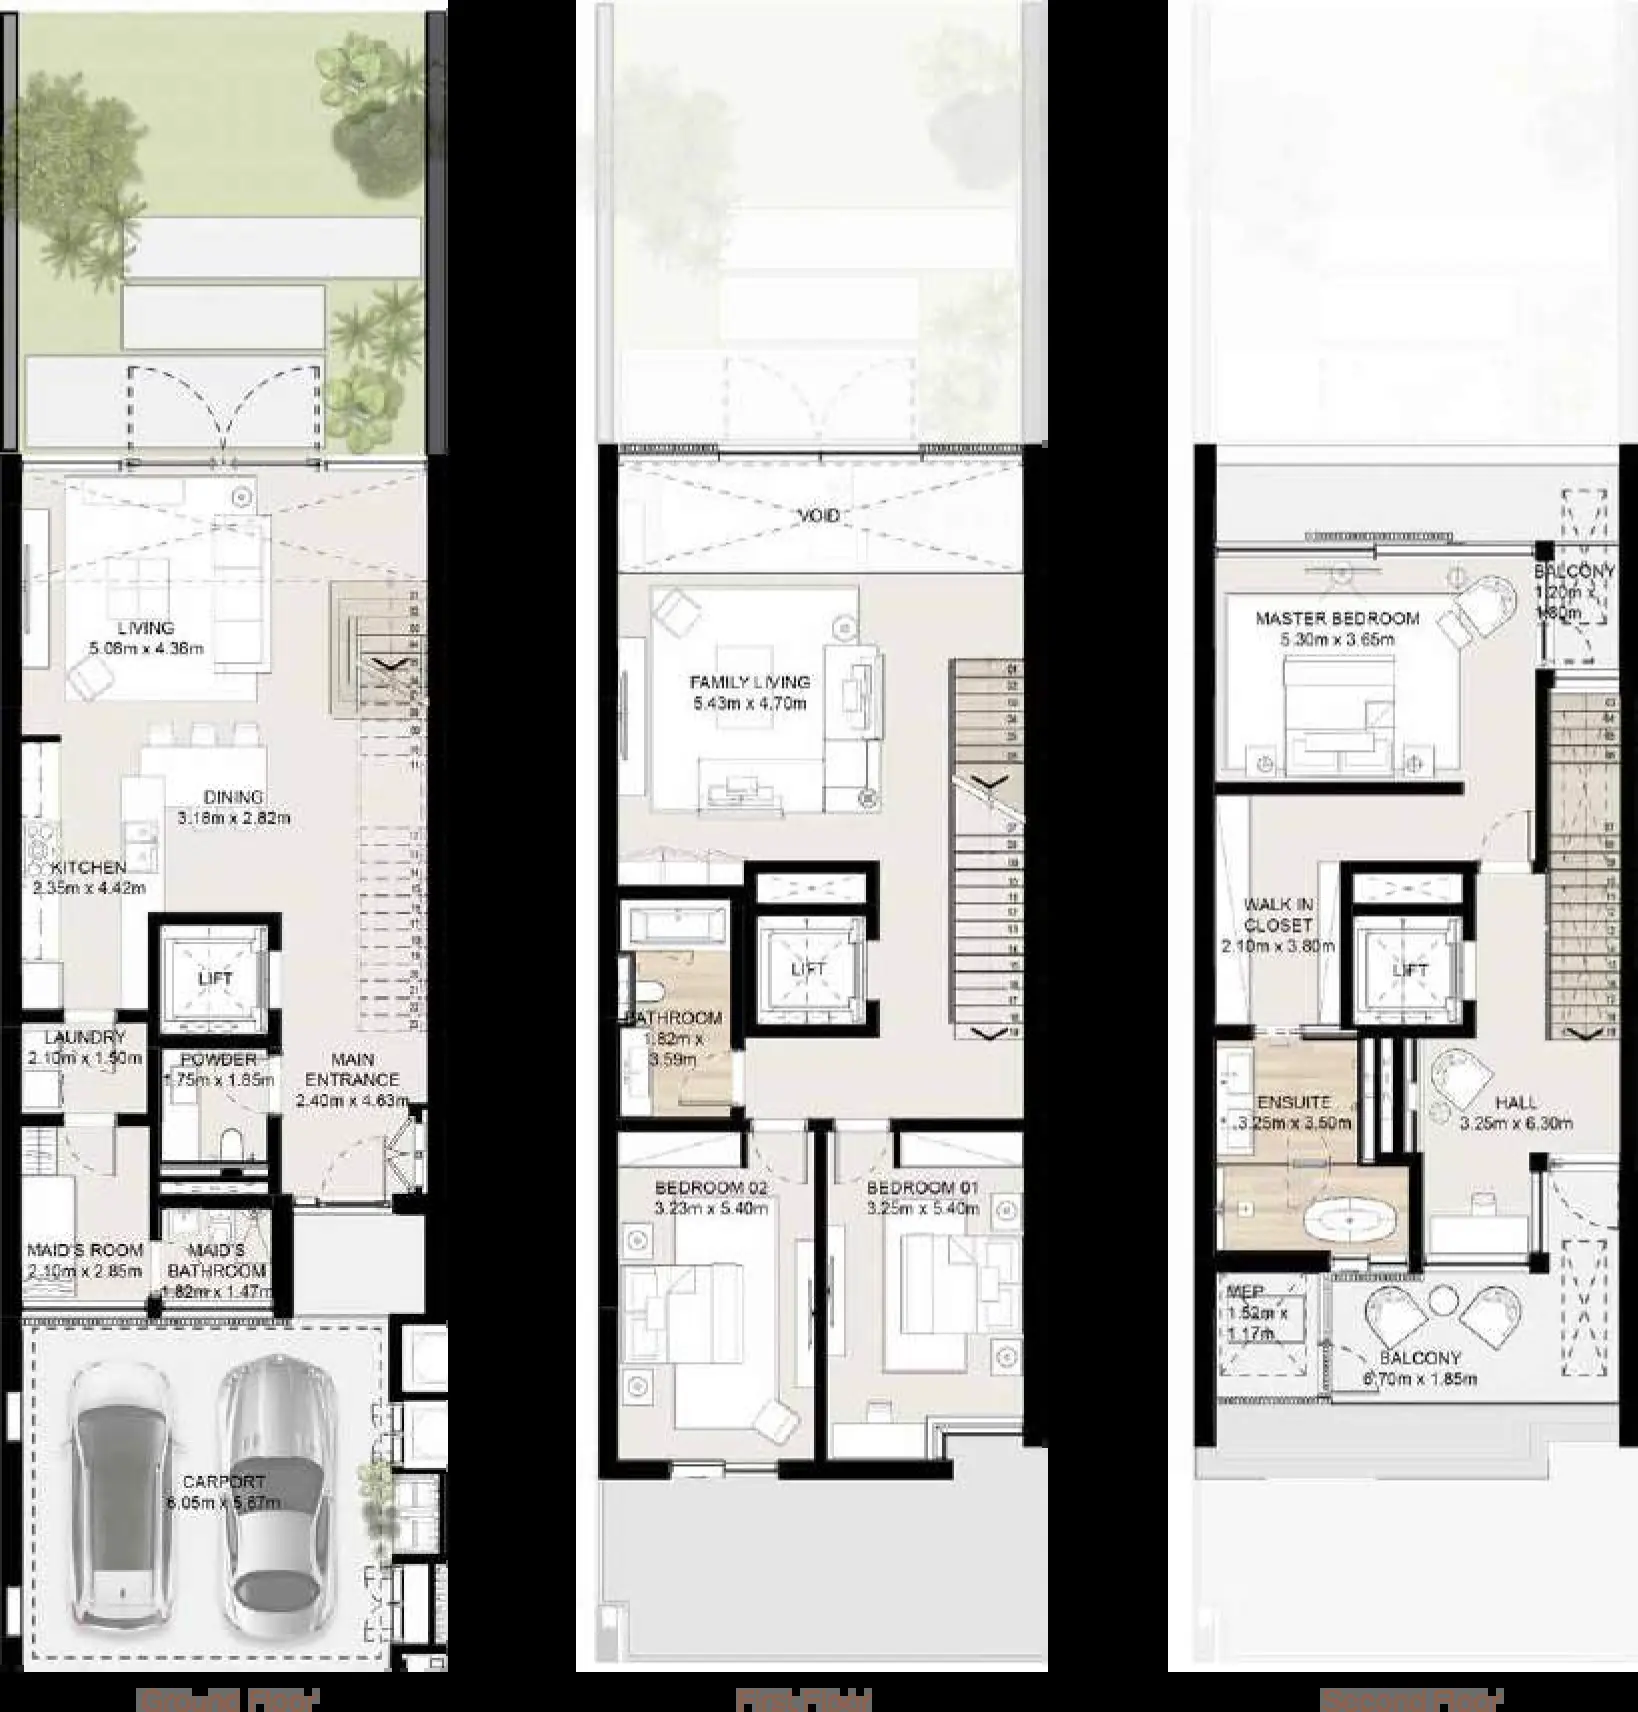 LIVING
5.06m x 4.36m
DINING
3.18m x 2.82m
KITCHEN
2.35m x 4.42m
LIFT
LAUNDRY
2.10m x 1.50m
POWDER
1.75m x 1.85m
MAIN
ENTRANCE
2.40m x 4.63m
MAID'S ROOM
2.10m x 2.85m
MAID'S
BATHROOM
1.82m x 1.47m
CARPORT
6.05m x 5.67m
Ground Floor
VOID
FAMILY LIVING
5.43m x 4.70m
LIFT
BATHROOM
1.82m x
3.59m
BEDROOM 02
3.23m x 5.40m
BEDROOM 01
3.25m x 5.40m
First Floor
BALCONY
1.20m x
1.80m
MASTER BEDROOM
5.30m x 3.65m
WALK IN
CLOSET
2.10m x 3.80m
LIFT
ENSUITE
3.25m x 3.50m
HALL
3.25m x 6.30m
MEP
1.52m x
1.17m
BALCONY
6.70m x 1.85m
Second Floor